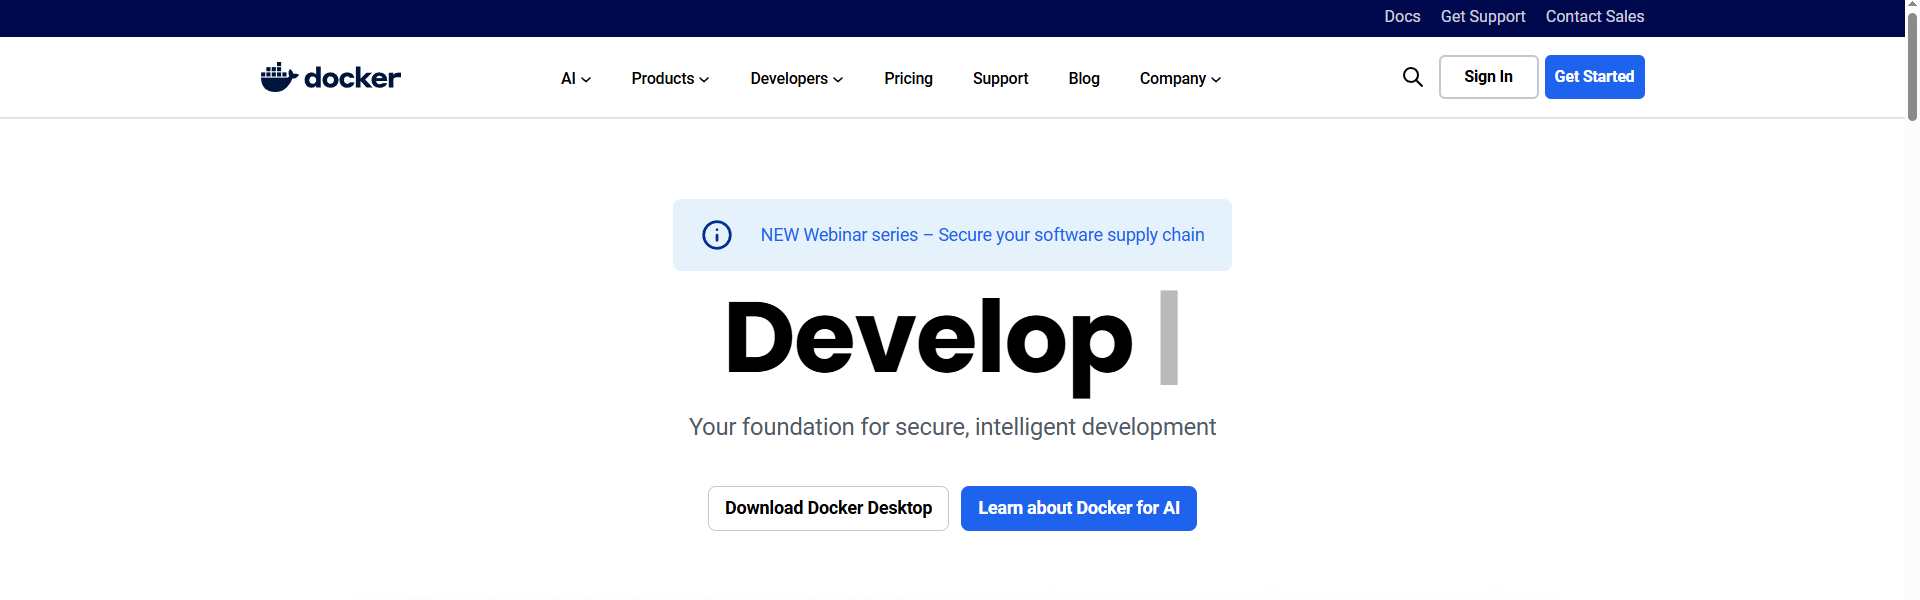 Docs Get Support Contact Sales
docker AI Products Developers Pricing Support Blog Company Sign In Get Started
NEW Webinar series – Secure your software supply chain
Develop
Your foundation for secure, intelligent development
Download Docker Desktop Learn about Docker for AI